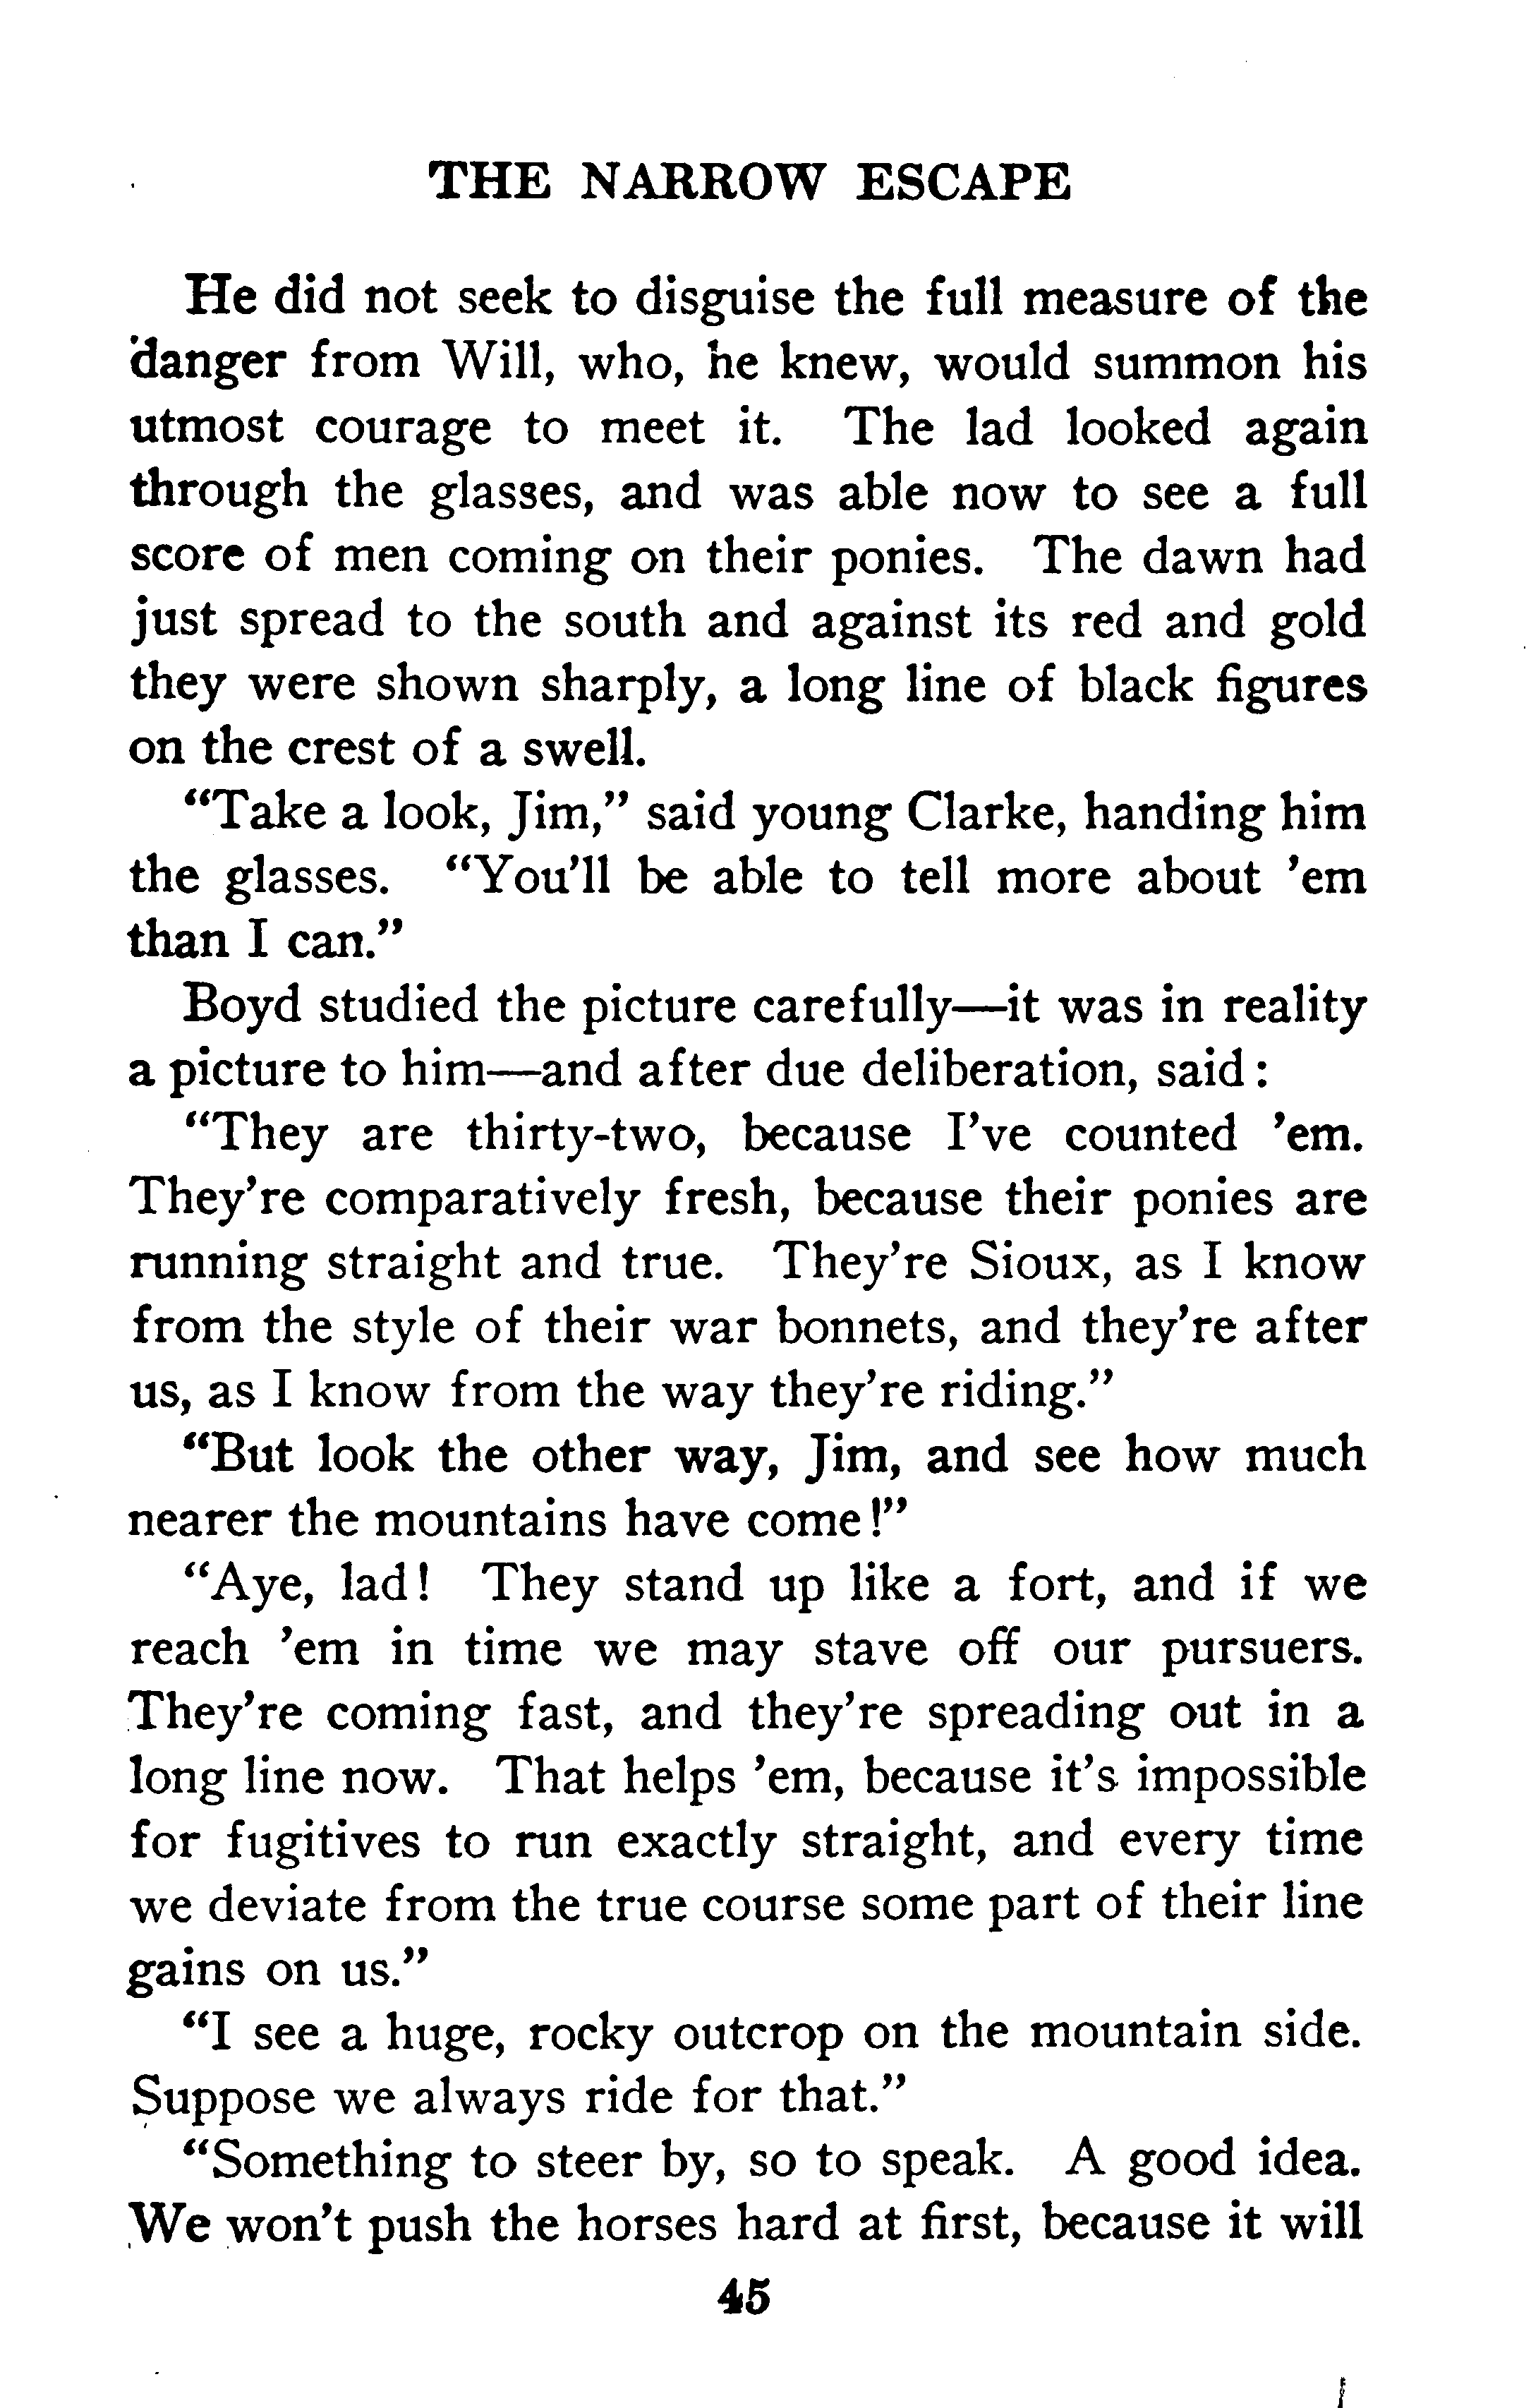 THE NARROW ESCAPE
He did not seek to disguise the full measure of the
danger from Will, who, he knew, would summon his
utmost courage to meet it. The lad looked again
through the glasses, and was able now to see a full
score of men coming on their ponies. The dawn had
just spread to the south and against its red and gold
they were shown sharply, a long line of black figures
on the crest of a swell.
“Take a look, Jim,” said young Clarke, handing him
the glasses. “You’ll be able to tell more about ’em
than I can.”
Boyd studied the picture carefully—it was in reality
a picture to him—and after due deliberation, said:
“They are thirty-two, because I’ve counted ’em.
They’re comparatively fresh, because their ponies are
running straight and true. They’re Sioux, as I know
from the style of their war bonnets, and they’re after
us, as I know from the way they’re riding.”
“But look the other way, Jim, and see how much
nearer the mountains have come!”
“Aye, lad! They stand up like a fort, and if we
reach ’em in time we may stave off our pursuers.
They’re coming fast, and they’re spreading out in a
long line now. That helps ’em, because it’s impossible
for fugitives to run exactly straight, and every time
we deviate from the true course some part of their line
gains on us.”
“I see a huge, rocky outcrop on the mountain side.
Suppose we always ride for that.”
“Something to steer by, so to speak. A good idea.
We won’t push the horses hard at first, because it will
45